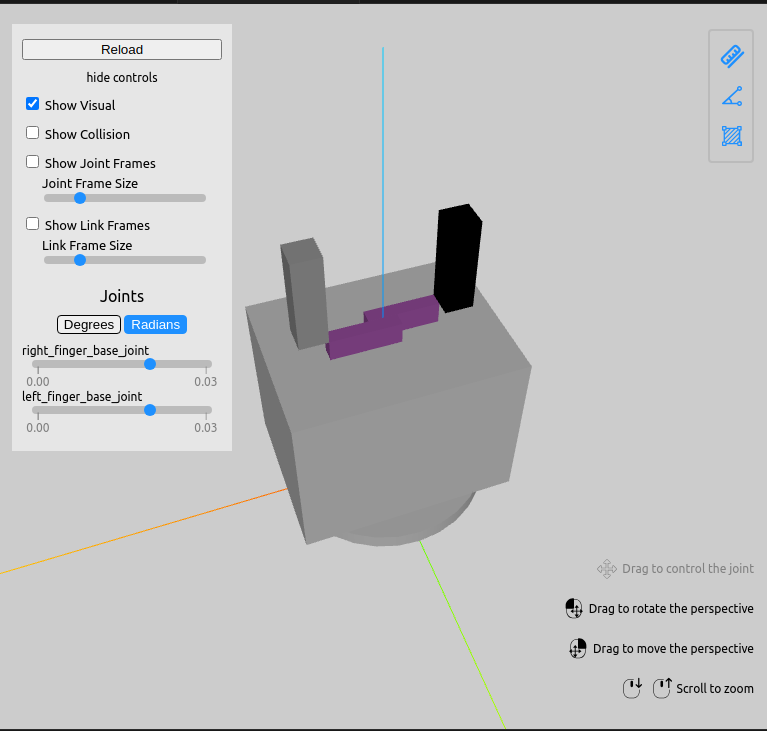 Reload
hide controls
Show Visual
Show Collision
Show Joint Frames
Joint Frame Size
Show Link Frames
Link Frame Size
Joints
Degrees Radians
right_finger_base_joint
0.00 0.03
left_finger_base_joint
0.00 0.03
Drag to control the joint
Drag to rotate the perspective
Drag to move the perspective
Scroll to zoom